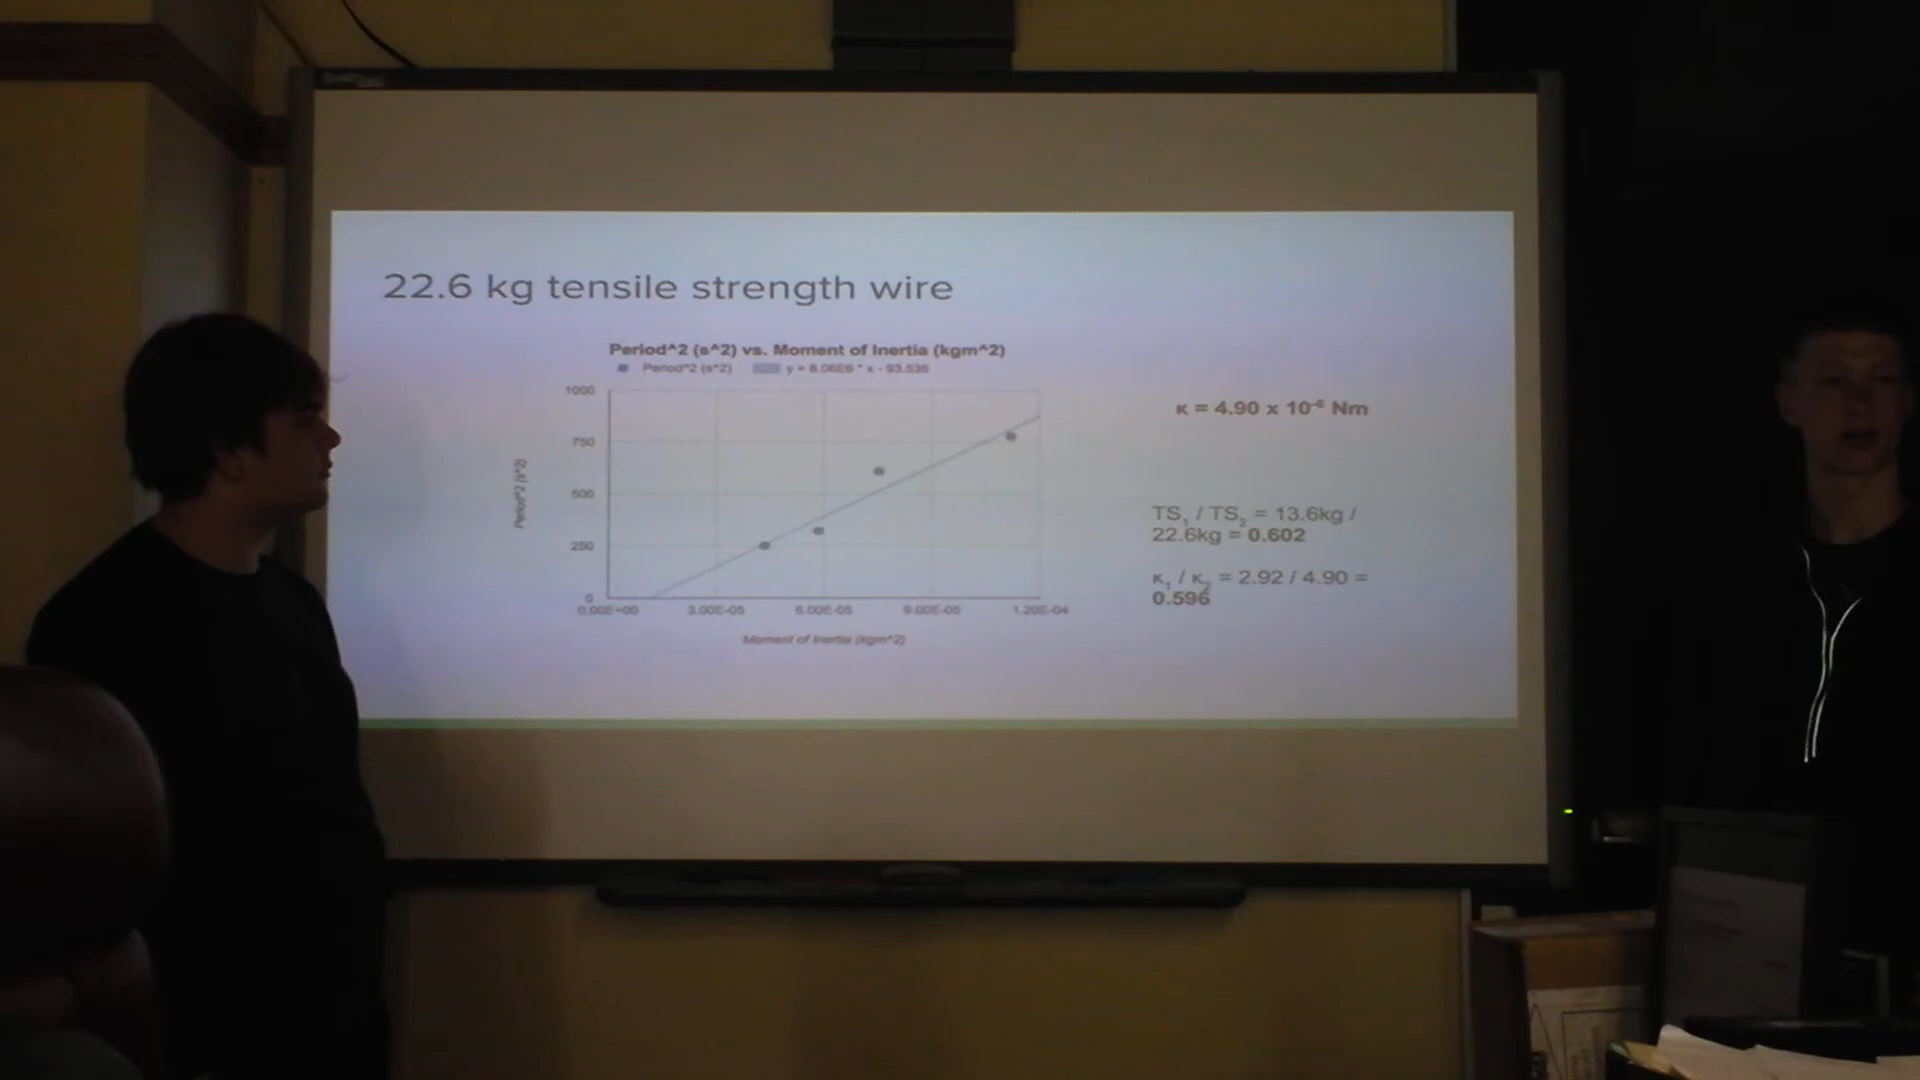 22.6 kg tensile strength wire
Period^2 (s^2) vs. Moment of Inertia (kgm^2)
Period^2 (s^2) y = 8.06E6 * x - 93.536
1000
750
500
250
0
Period^2 (s^2)
0.00E+00 3.00E-05 6.00E-05 9.00E-05 1.20E-04
Moment of Inertia (kgm^2)
κ = 4.90 x 10⁻⁶ Nm
TS₁ / TS₂ = 13.6kg /
22.6kg = 0.602
κ₁ / κ₂ = 2.92 / 4.90 =
0.596